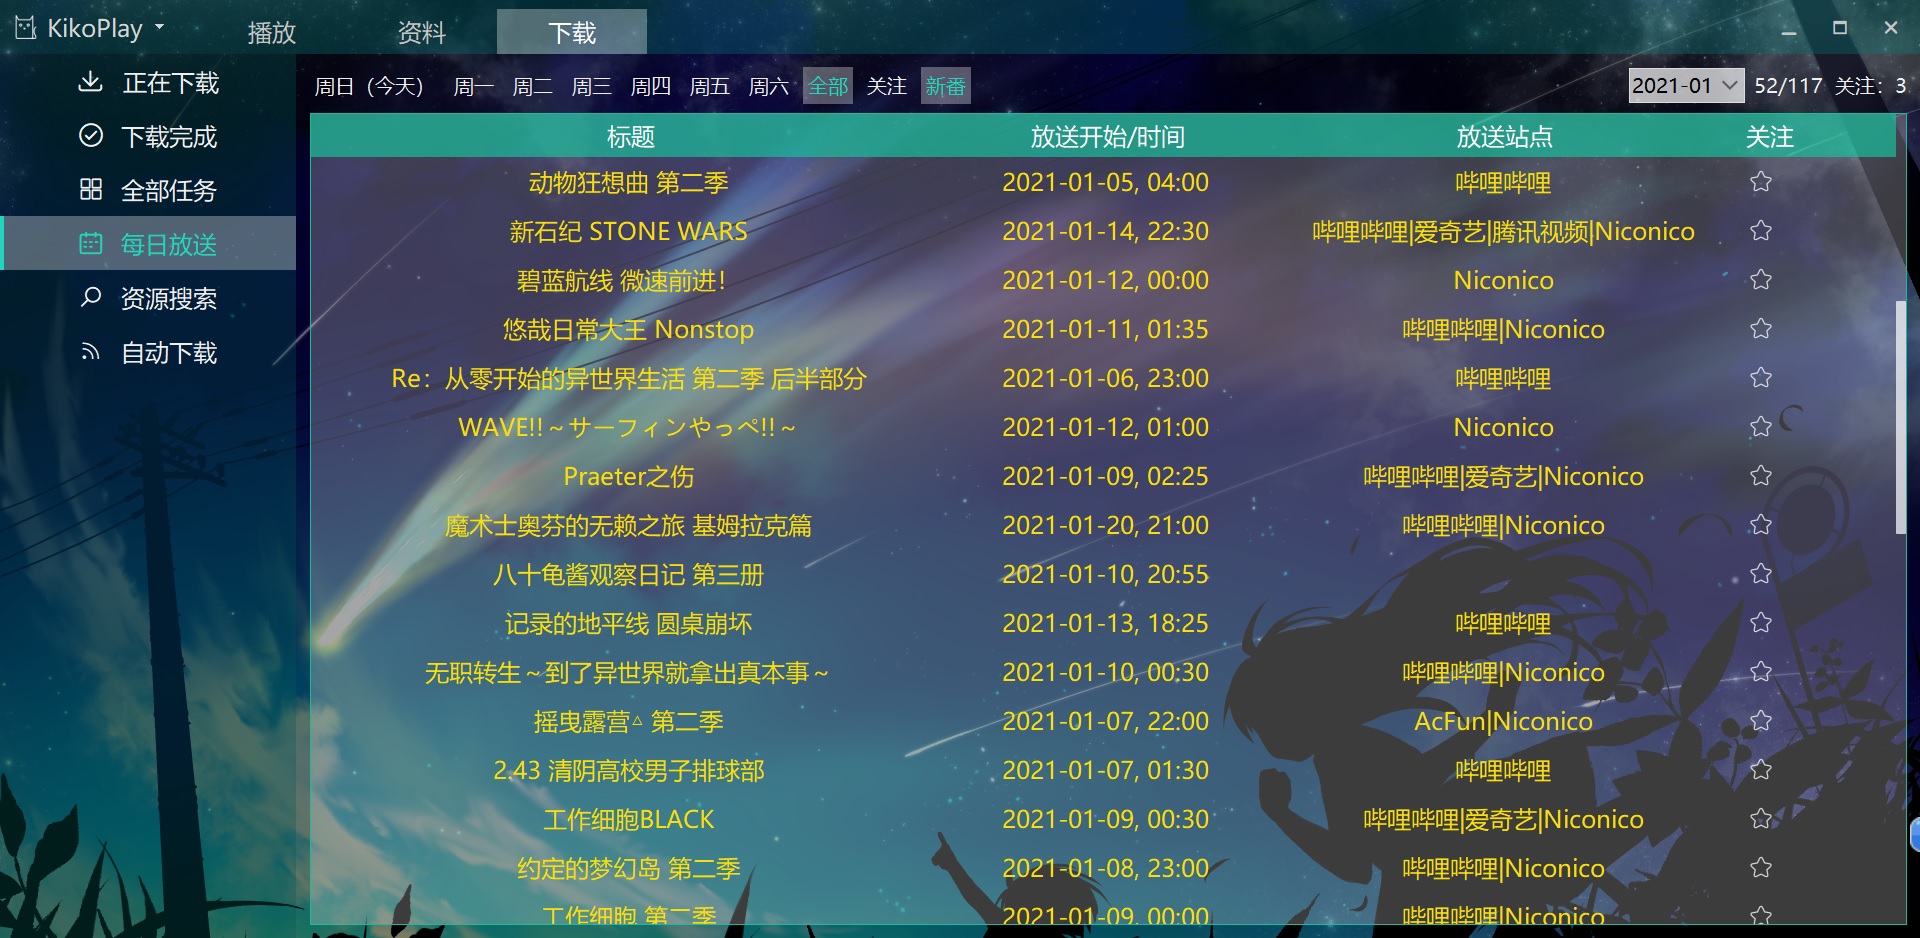 KikoPlay 播放 资料 下载
正在下载
下载完成
全部任务
每日放送
资源搜索
自动下载
周日（今天） 周一 周二 周三 周四 周五 周六 全部 关注 新番 2021-01 52/117 关注：3
标题 放送开始/时间 放送站点 关注
动物狂想曲 第二季 2021-01-05, 04:00 哔哩哔哩
新石纪 STONE WARS 2021-01-14, 22:30 哔哩哔哩|爱奇艺|腾讯视频|Niconico
碧蓝航线 微速前进！ 2021-01-12, 00:00 Niconico
悠哉日常大王 Nonstop 2021-01-11, 01:35 哔哩哔哩|Niconico
Re：从零开始的异世界生活 第二季 后半部分 2021-01-06, 23:00 哔哩哔哩
WAVE!!～サーフィンやっぺ!!～ 2021-01-12, 01:00 Niconico
Praeter之伤 2021-01-09, 02:25 哔哩哔哩|爱奇艺|Niconico
魔术士奥芬的无赖之旅 基姆拉克篇 2021-01-20, 21:00 哔哩哔哩|Niconico
八十龟酱观察日记 第三册 2021-01-10, 20:55
记录的地平线 圆桌崩坏 2021-01-13, 18:25 哔哩哔哩
无职转生～到了异世界就拿出真本事～ 2021-01-10, 00:30 哔哩哔哩|Niconico
摇曳露营△ 第二季 2021-01-07, 22:00 AcFun|Niconico
2.43 清阴高校男子排球部 2021-01-07, 01:30 哔哩哔哩
工作细胞BLACK 2021-01-09, 00:30 哔哩哔哩|爱奇艺|Niconico
约定的梦幻岛 第二季 2021-01-08, 23:00 哔哩哔哩|Niconico
工作细胞 第二季 2021-01-09, 00:00 哔哩哔哩|Niconico